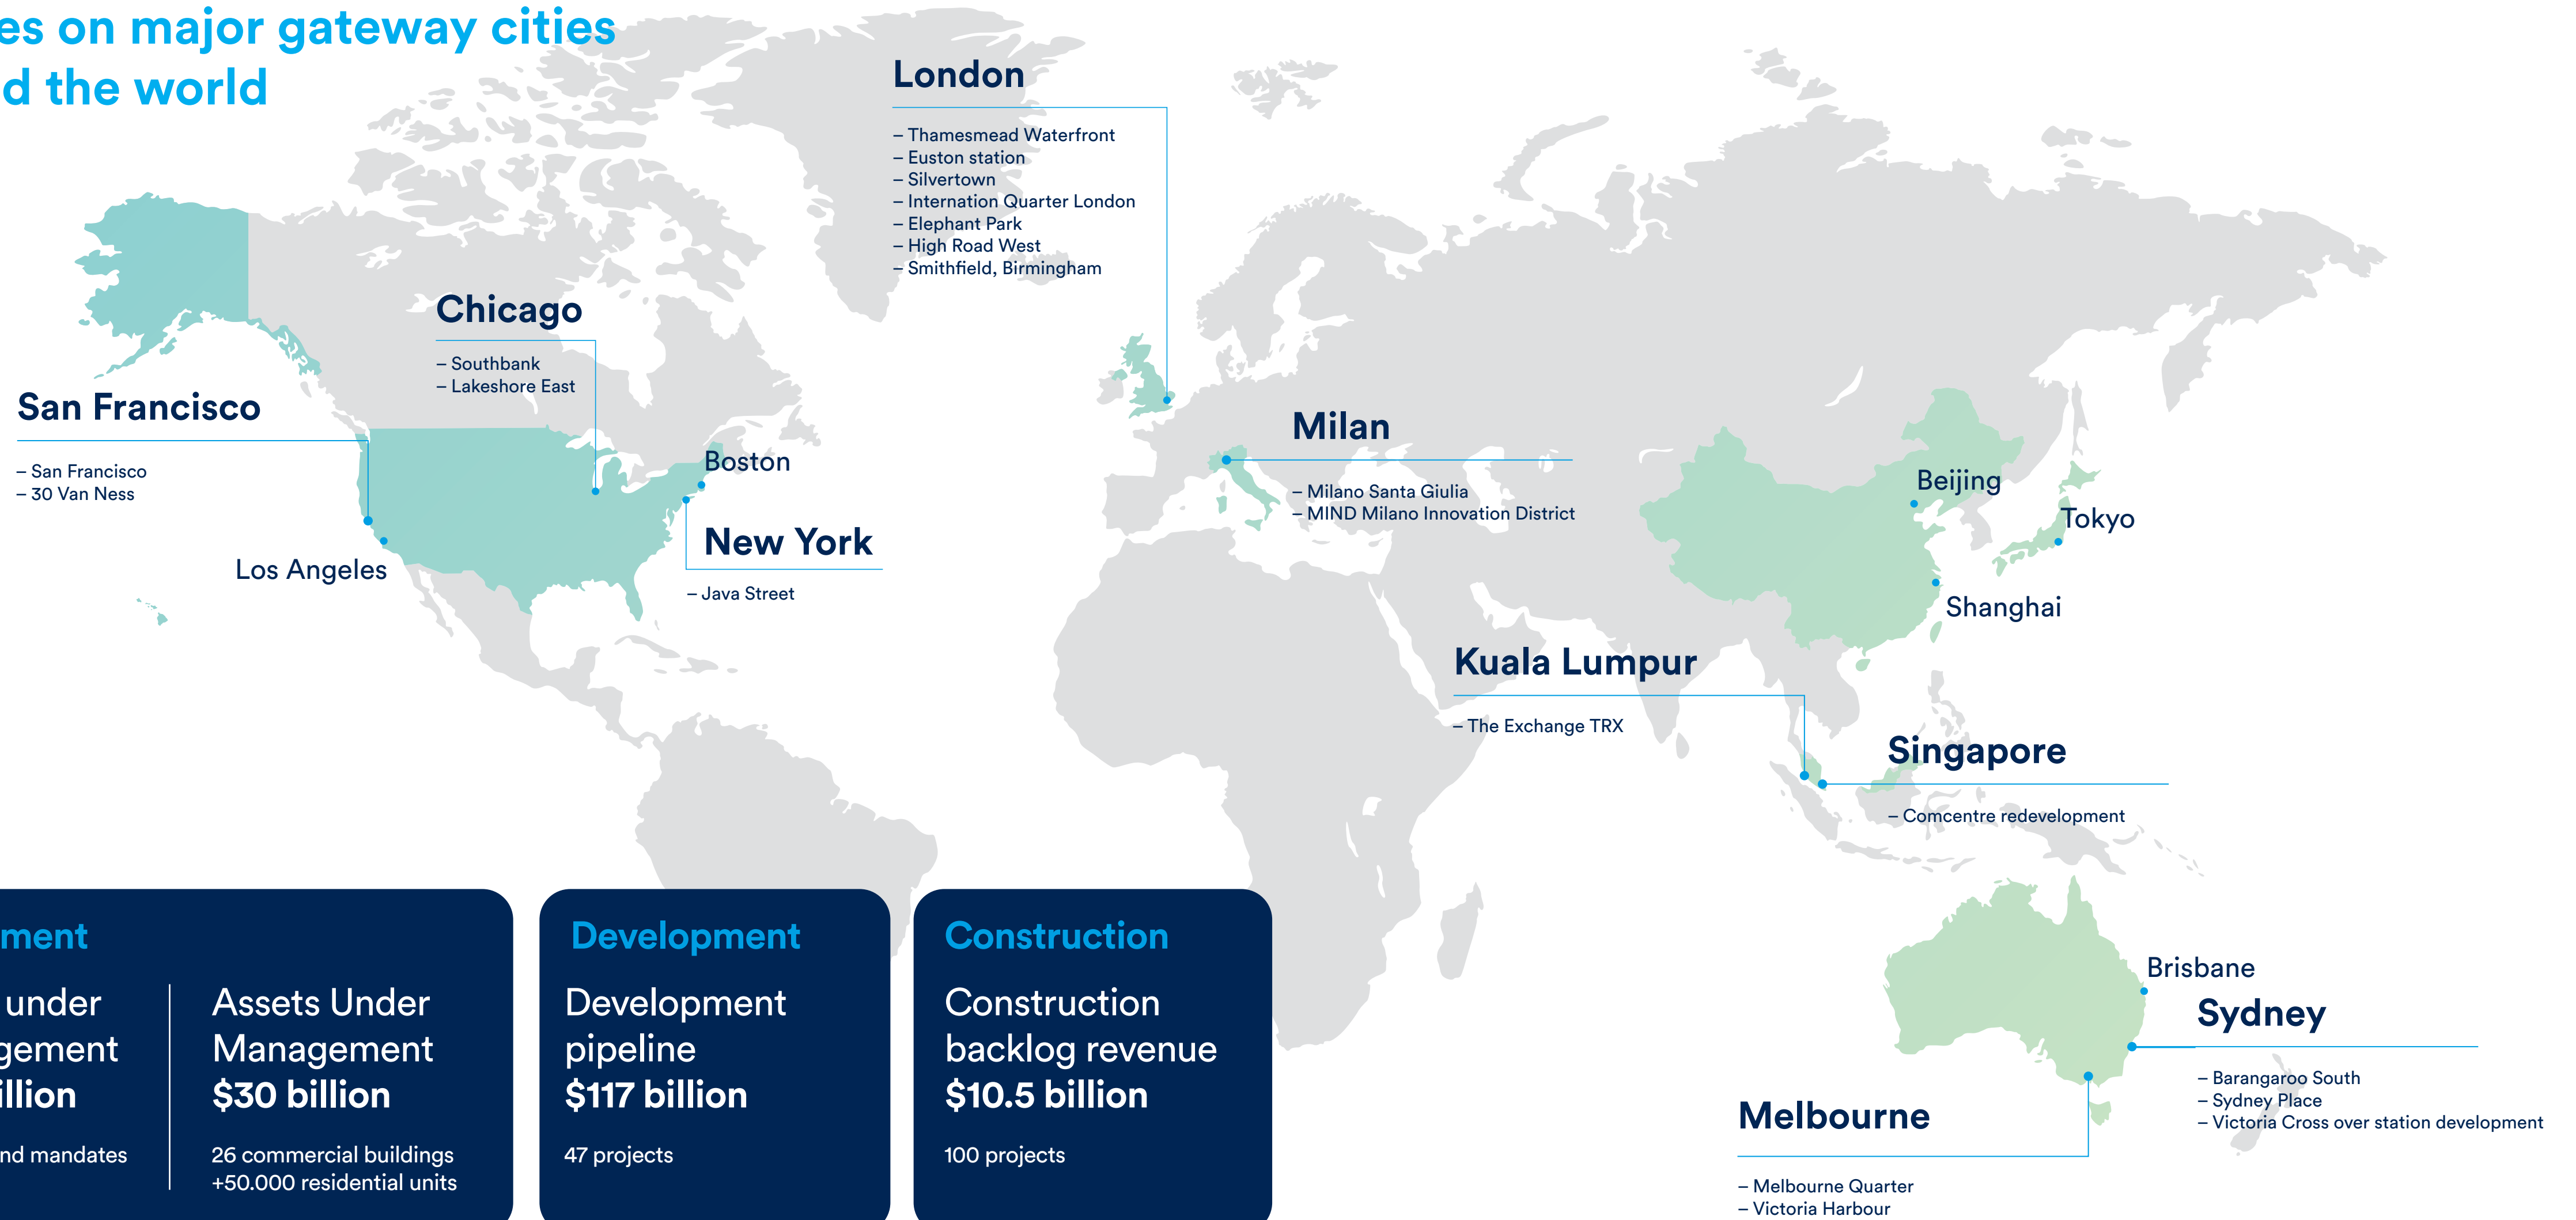 es on major gateway cities
d the world
London
– Thamesmead Waterfront
– Euston station
– Silvertown
– Internation Quarter London
– Elephant Park
– High Road West
– Smithfield, Birmingham
Chicago
– Southbank
– Lakeshore East
San Francisco
– San Francisco
– 30 Van Ness
Los Angeles
Boston
New York
– Java Street
Milan
– Milano Santa Giulia
– MIND Milano Innovation District
Beijing
Tokyo
Shanghai
Kuala Lumpur
– The Exchange TRX
Singapore
– Comcentre redevelopment
Brisbane
Sydney
– Barangaroo South
– Sydney Place
– Victoria Cross over station development
Melbourne
– Melbourne Quarter
– Victoria Harbour
ment
under
gement
illion
nd mandates
Assets Under
Management
$30 billion
26 commercial buildings
+50.000 residential units
Development
Development
pipeline
$117 billion
47 projects
Construction
Construction
backlog revenue
$10.5 billion
100 projects